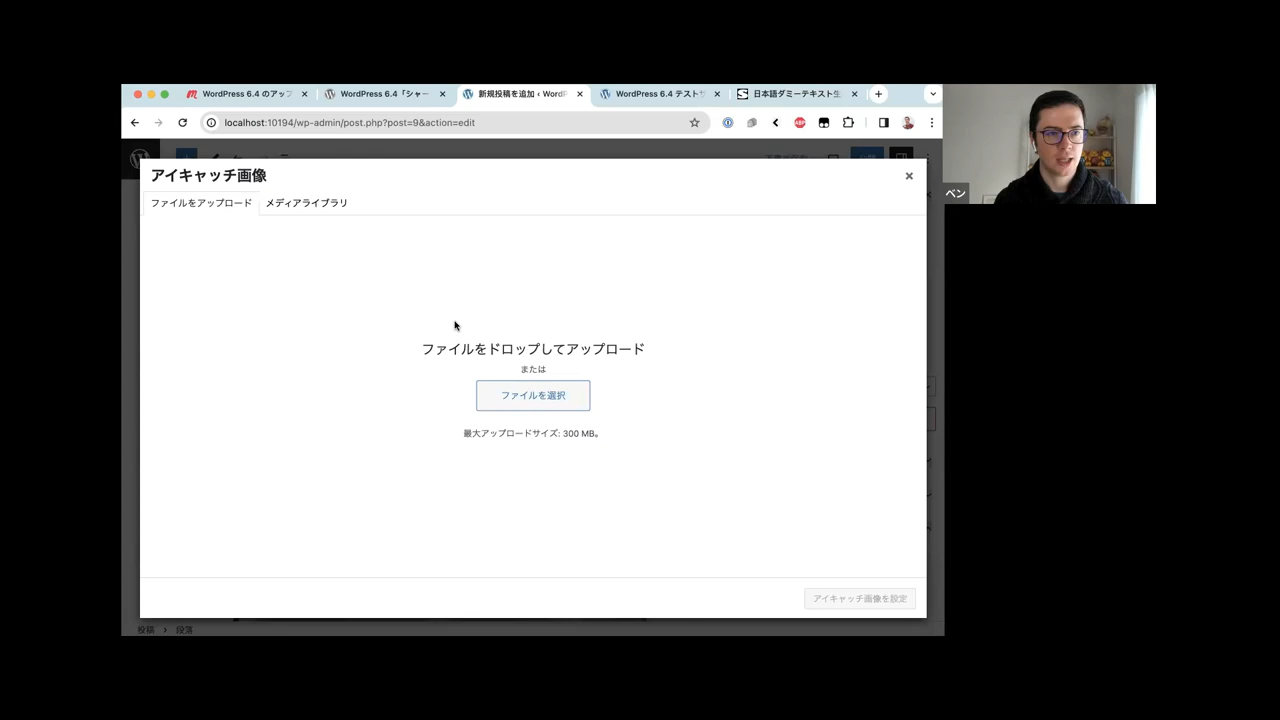 WordPress 6.4 のアップ
WordPress 6.4「シャー
新規投稿を追加 ‹ WordP
WordPress 6.4 テストサ
日本語ダミーテキスト生
localhost:10194/wp-admin/post.php?post=9&action=edit
ABP
ベン
アイキャッチ画像
ファイルをアップロード
メディアライブラリ
ファイルをドロップしてアップロード
または
ファイルを選択
最大アップロードサイズ: 300 MB。
アイキャッチ画像を設定
投稿 › 段落